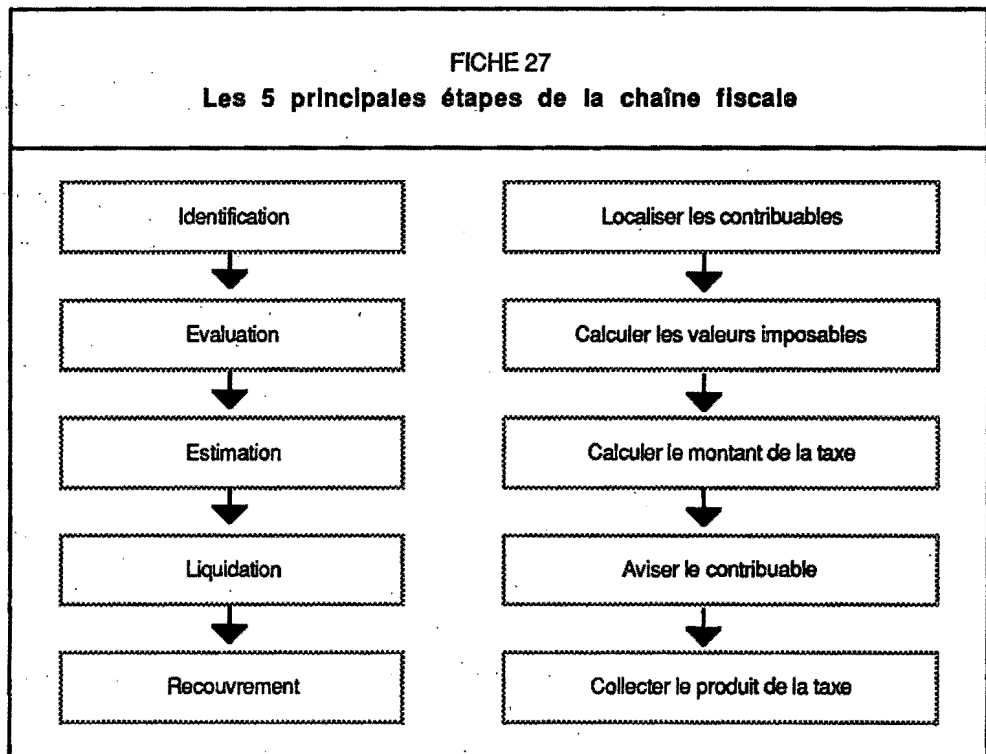 FICHE 27
Les 5 principales étapes de la chaîne fiscale
Identification
Localiser les contribuables
Evaluation
Calculer les valeurs imposables
Estimation
Calculer le montant de la taxe
Liquidation
Aviser le contribuable
Recouvrement
Collecter le produit de la taxe